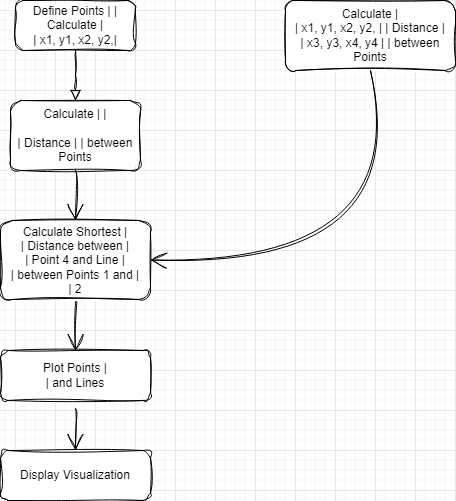 Define Points | |
Calculate |
| x1, y1, x2, y2,|
Calculate |
| x1, y1, x2, y2, | | Distance |
| x3, y3, x4, y4 | | between
Points
Calculate | |
| Distance | | between
Points
Calculate Shortest |
| Distance between |
| Point 4 and Line |
| between Points 1 and |
| 2
Plot Points |
| and Lines
Display Visualization